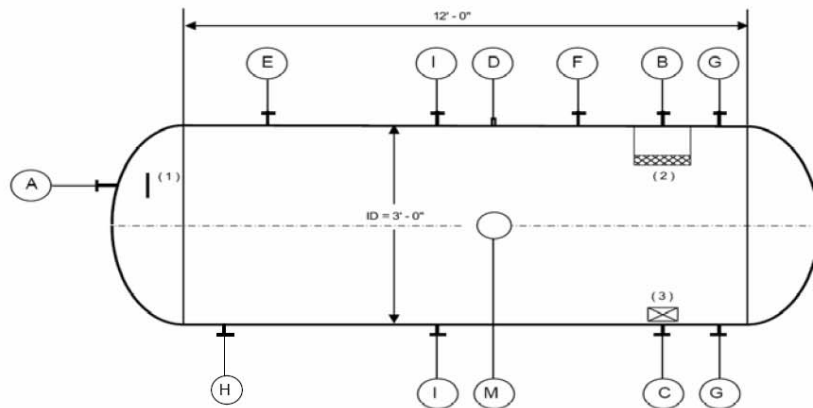 12' - 0"
E I D F B G
A
( 1 )
( 2 )
ID = 3' - 0"
( 3 )
H I M C G